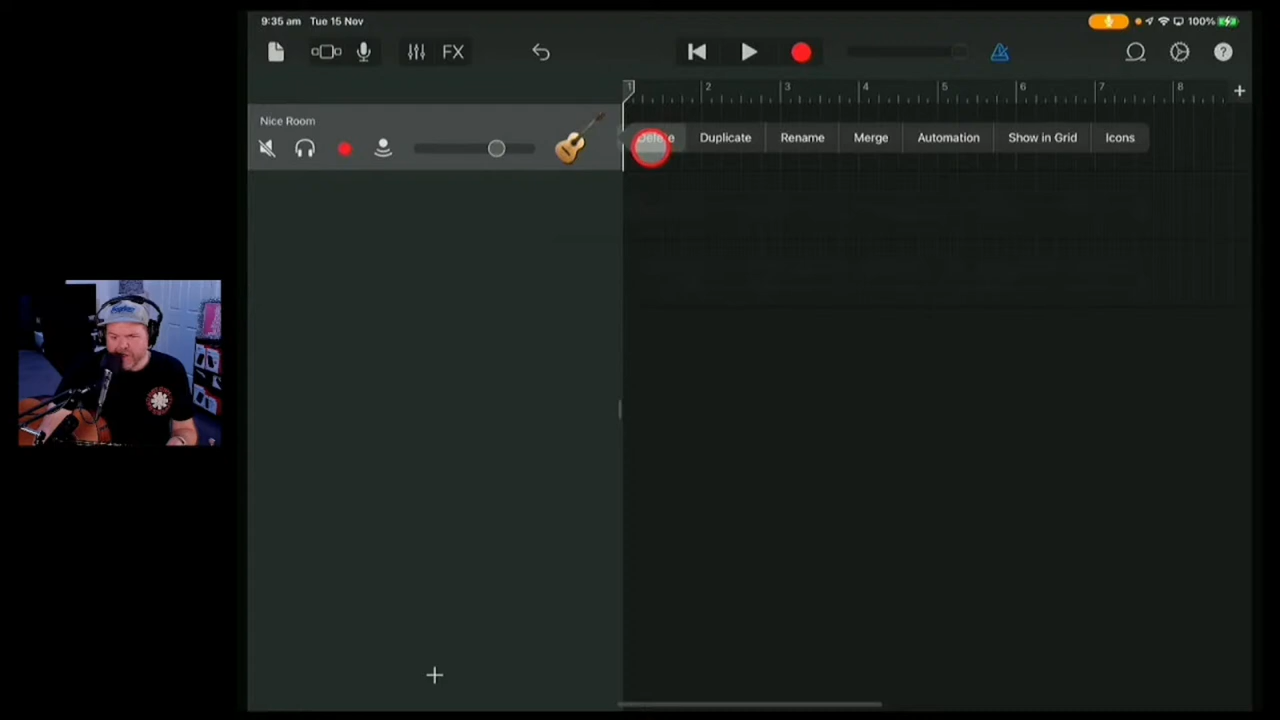 9:35 am Tue 15 Nov
100%
FX
1 2 3 4 5 6 7 8
Nice Room
Delete Duplicate Rename Merge Automation Show in Grid Icons